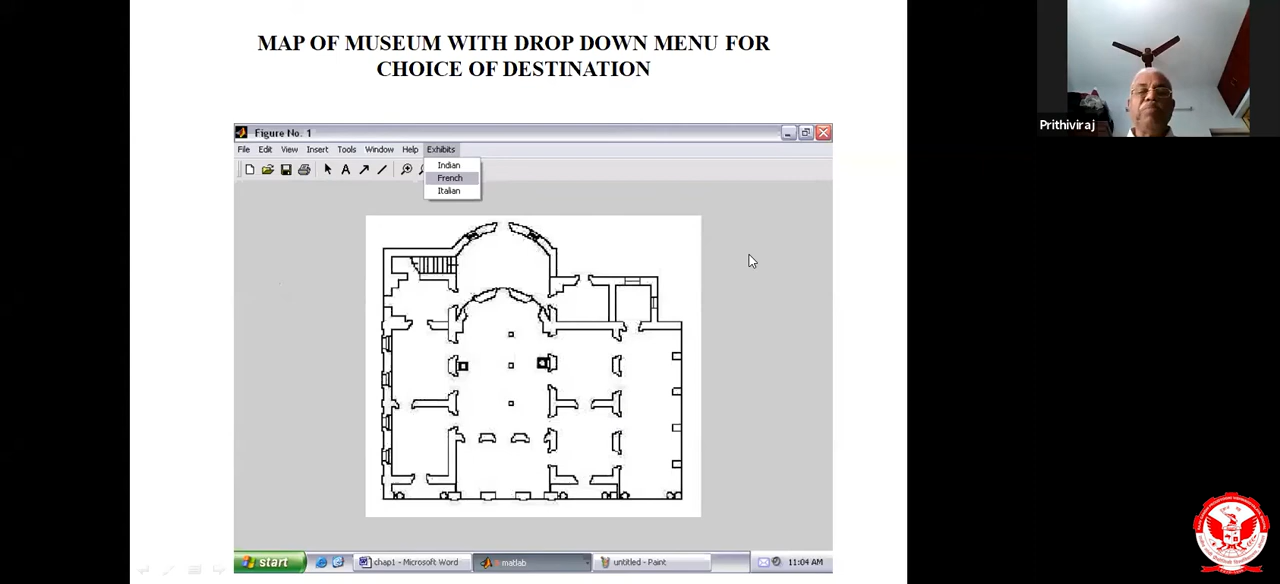 MAP OF MUSEUM WITH DROP DOWN MENU FOR
CHOICE OF DESTINATION
Prithiviraj
Figure No. 1
File Edit View Insert Tools Window Help Exhibits
Indian
French
Italian
start chap1 - Microsoft Word matlab untitled - Paint 11:04 AM